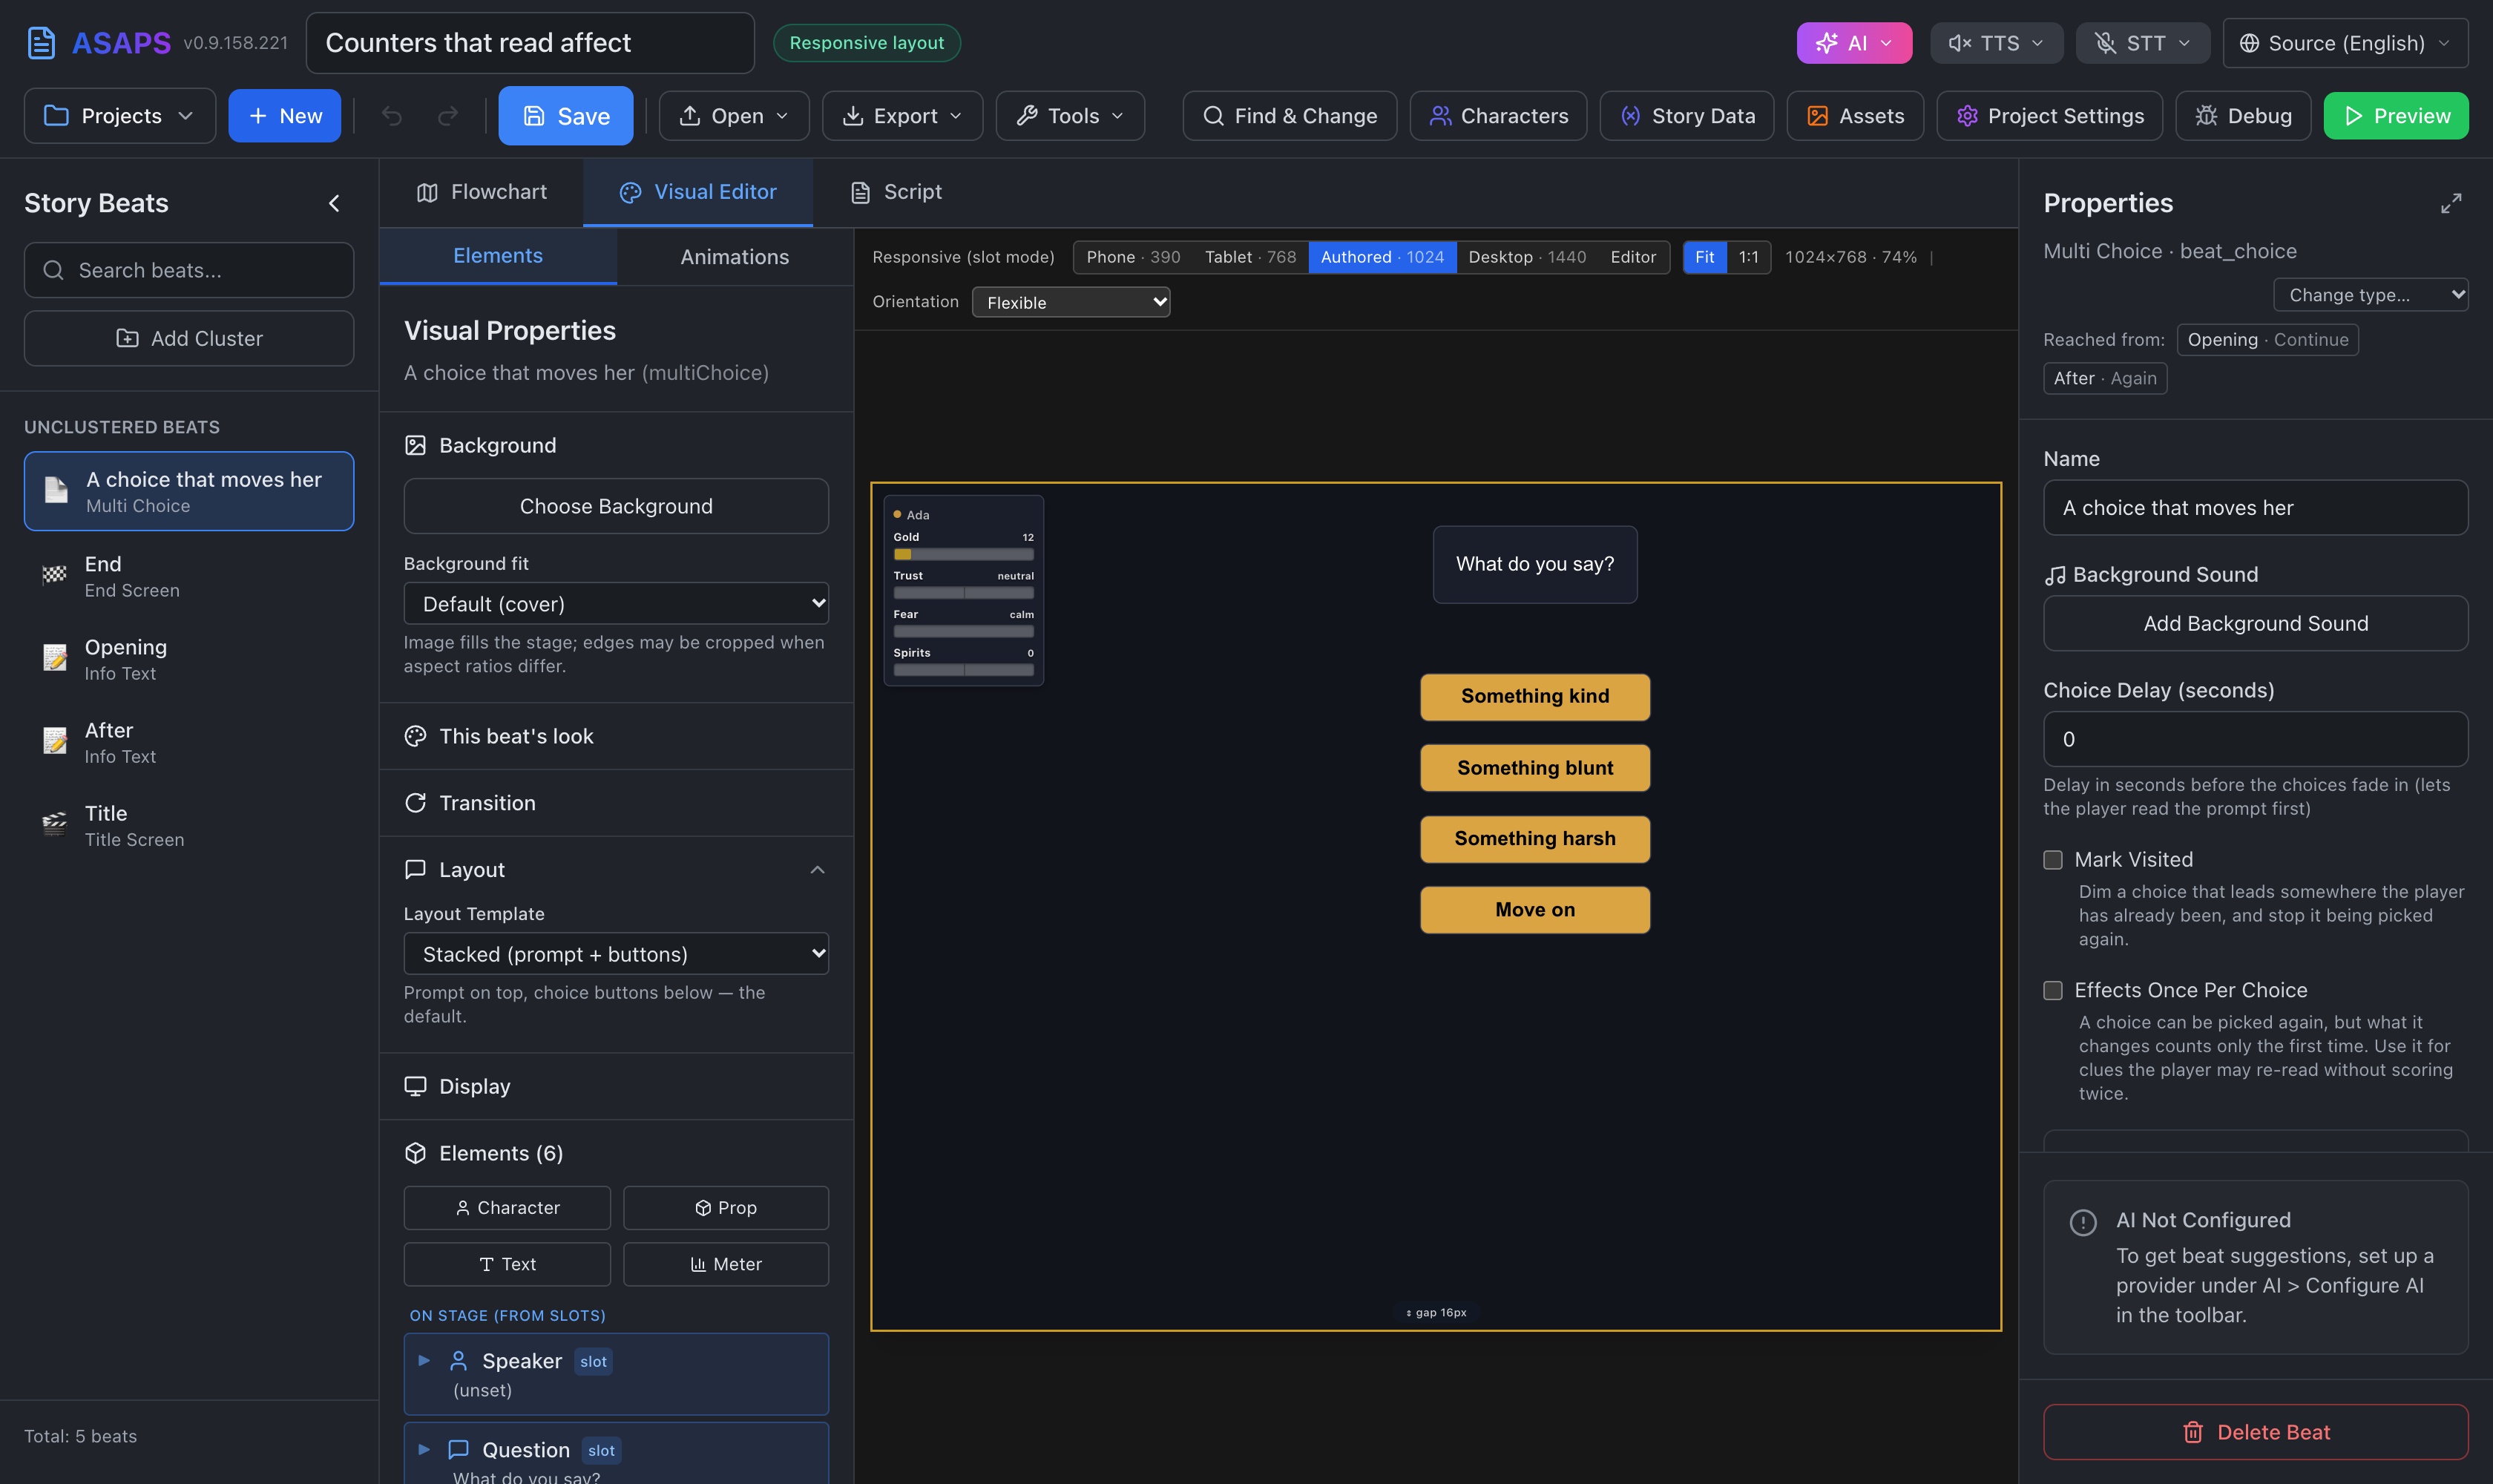 ASAPS v0.9.158.221
Counters that read affect
Responsive layout
AI
TTS
STT
Source (English)
Projects
New
Save
Open
Export
Tools
Find & Change
Characters
Story Data
Assets
Project Settings
Debug
Preview
Story Beats
Search beats...
Add Cluster
UNCLUSTERED BEATS
A choice that moves her
Multi Choice
End
End Screen
Opening
Info Text
After
Info Text
Title
Title Screen
Total: 5 beats
Flowchart
Visual Editor
Script
Elements
Animations
Visual Properties
A choice that moves her (multiChoice)
Background
Choose Background
Background fit
Default (cover)
Image fills the stage; edges may be cropped when
aspect ratios differ.
This beat's look
Transition
Layout
Layout Template
Stacked (prompt + buttons)
Prompt on top, choice buttons below — the
default.
Display
Elements (6)
Character
Prop
Text
Meter
ON STAGE (FROM SLOTS)
Speaker slot
(unset)
Question slot
What do you say?
Responsive (slot mode)
Phone · 390
Tablet · 768
Authored · 1024
Desktop · 1440
Editor
Fit
1:1
1024×768 · 74% |
Orientation
Flexible
Ada
Gold 12
Trust neutral
Fear calm
Spirits 0
What do you say?
Something kind
Something blunt
Something harsh
Move on
gap 16px
Properties
Multi Choice · beat_choice
Change type...
Reached from: Opening · Continue
After · Again
Name
A choice that moves her
Background Sound
Add Background Sound
Choice Delay (seconds)
0
Delay in seconds before the choices fade in (lets
the player read the prompt first)
Mark Visited
Dim a choice that leads somewhere the player
has already been, and stop it being picked
again.
Effects Once Per Choice
A choice can be picked again, but what it
changes counts only the first time. Use it for
clues the player may re-read without scoring
twice.
AI Not Configured
To get beat suggestions, set up a
provider under AI > Configure AI
in the toolbar.
Delete Beat